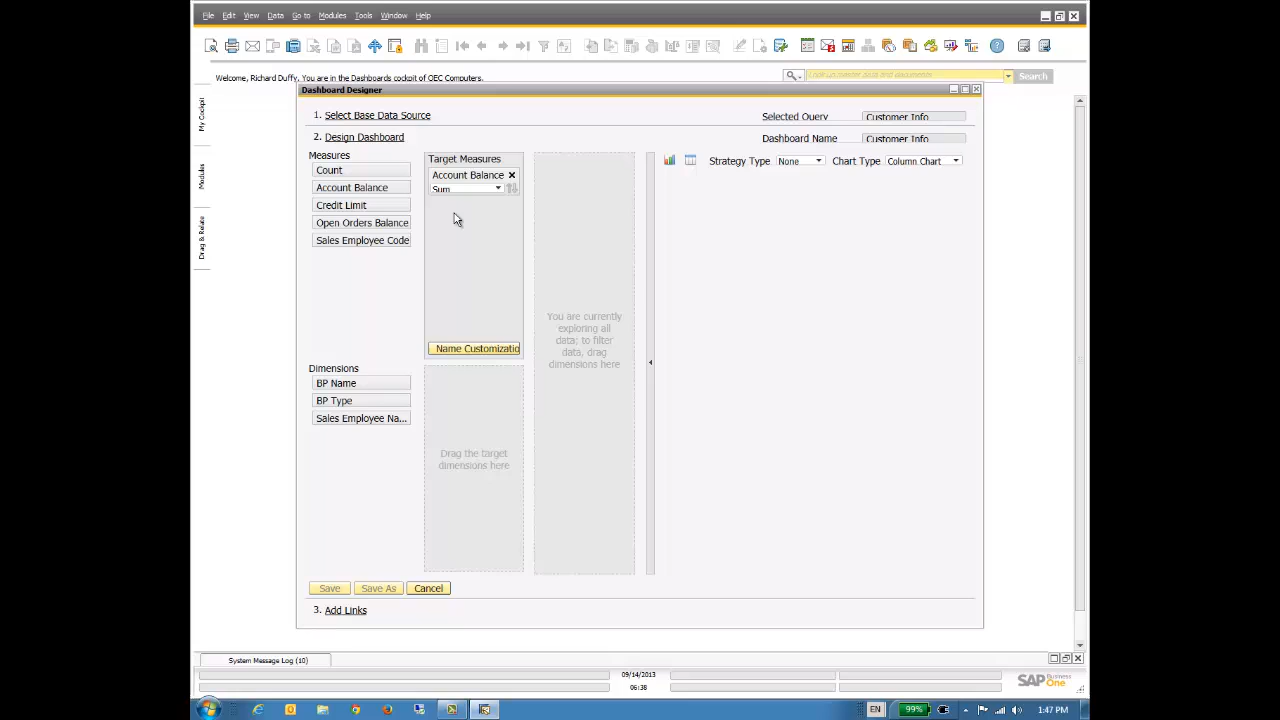 File Edit View Data Go to Modules Tools Window Help
Welcome, Richard Duffy. You are in the Dashboards cockpit of OEC Computers.
Search
My Cockpit
Modules
Drag & Relate
Dashboard Designer
1. Select Base Data Source
Selected Query Customer Info
2. Design Dashboard
Dashboard Name Customer Info
Measures
Count
Account Balance
Credit Limit
Open Orders Balance
Sales Employee Code
Target Measures
Account Balance
Sum
Name Customizatio
Strategy Type None Chart Type Column Chart
You are currently
exploring all
data; to filter
data, drag
dimensions here
Dimensions
BP Name
BP Type
Sales Employee Na...
Drag the target
dimensions here
Save Save As Cancel
3. Add Links
System Message Log (10)
09/14/2013
06:38
SAP Business One
EN 99% 1:47 PM